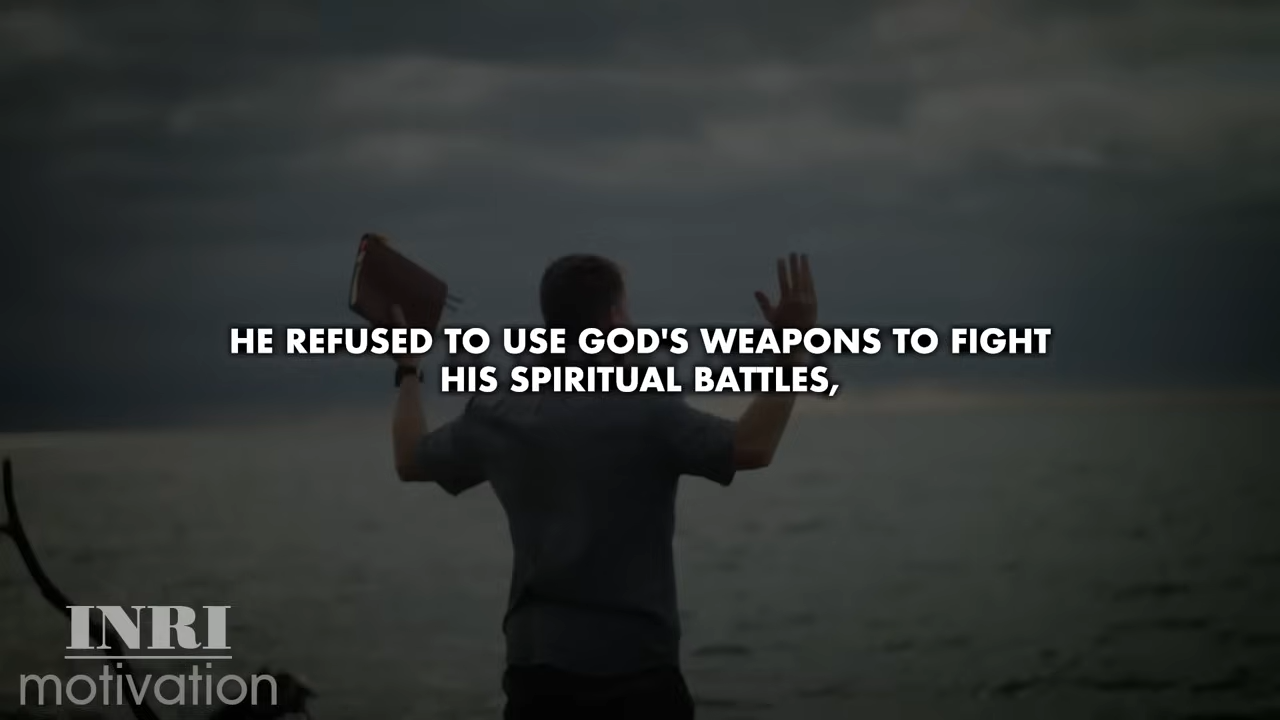 HE REFUSED TO USE GOD'S WEAPONS TO FIGHT
HIS SPIRITUAL BATTLES,
INRI
motivation